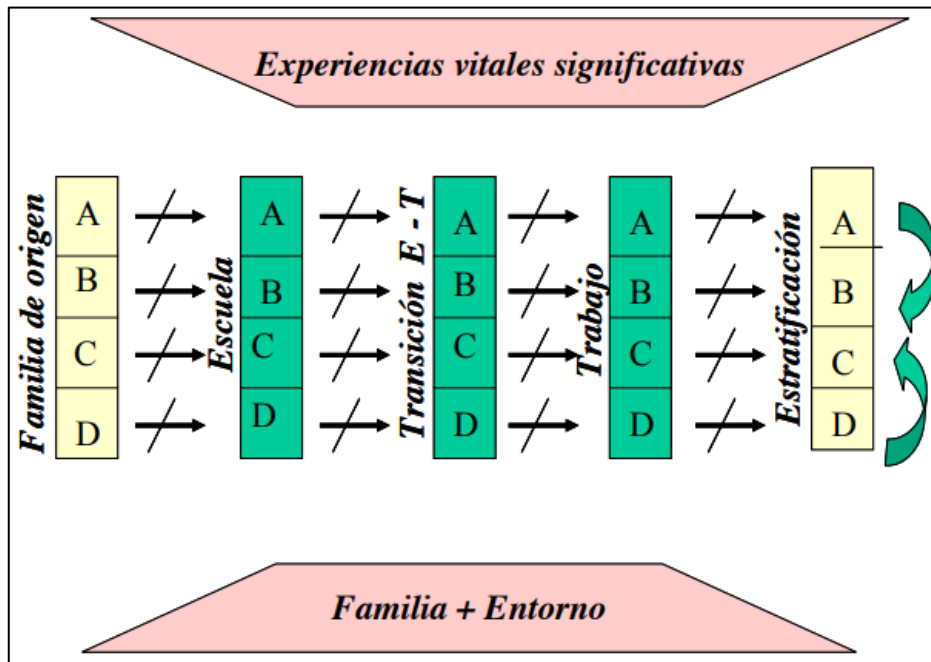 Experiencias vitales significativas
Familia de origen
A
B
C
D
Escuela
A
B
C
D
Transición E - T
A
B
C
D
Trabajo
A
B
C
D
Estratificación
A
B
C
D
Familia + Entorno